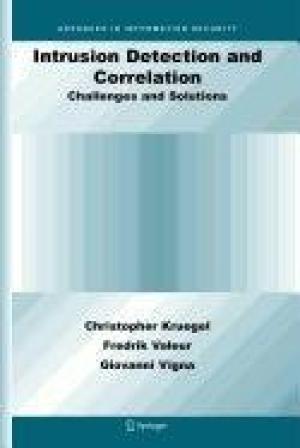 ADVANCES IN INFORMATION SECURITY
Intrusion Detection and
Correlation
Challenges and Solutions
Christopher Kruegel
Fredrik Valeur
Giovanni Vigna
Springer